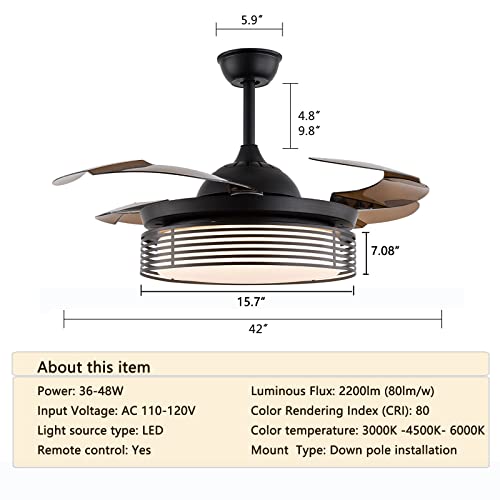 5.9″
4.8″
9.8″
7.08″
15.7″
42″
About this item
Power: 36-48W
Luminous Flux: 2200lm (80lm/w)
Input Voltage: AC 110-120V
Color Rendering Index (CRI): 80
Light source type: LED
Color temperature: 3000K -4500K- 6000K
Remote control: Yes
Mount Type: Down pole installation